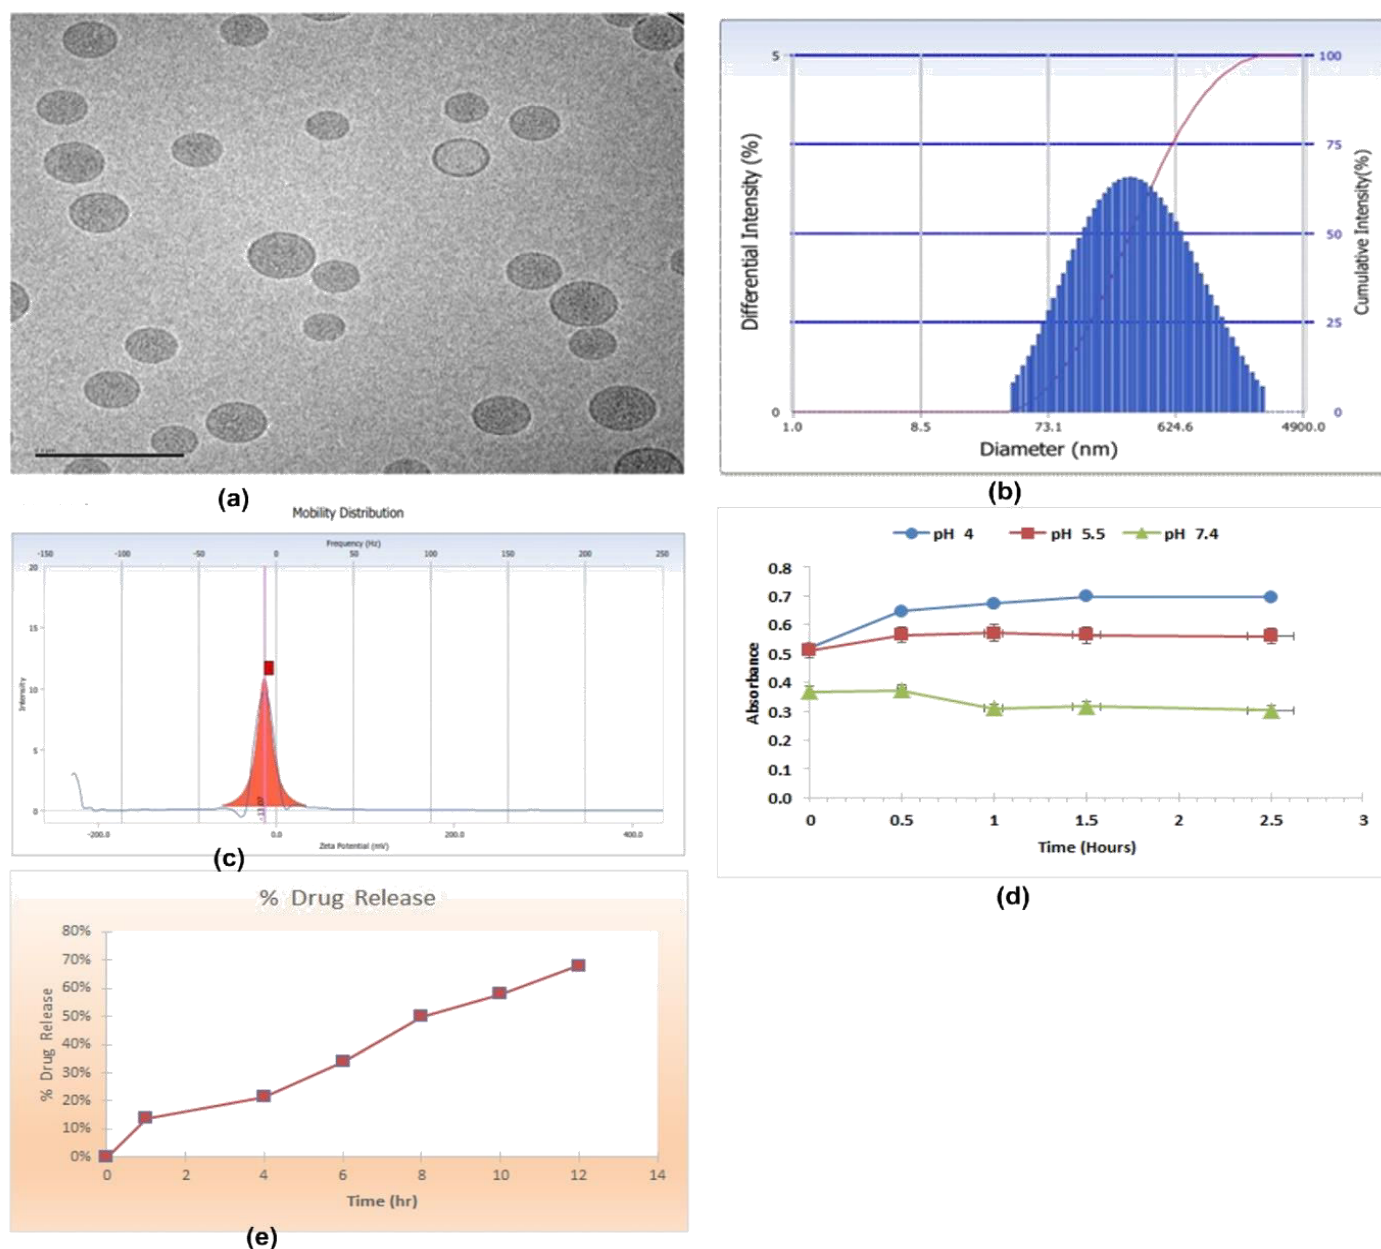 (a)
5
0
Differential Intensity (%)
100
75
50
25
0
Cumulative Intensity(%)
1.0 8.5 73.1 624.6 4900.0
Diameter (nm)
(b)
Mobility Distribution
Frequency (Hz)
-150 -100 -50 0 50 100 150 200 250
20
15
10
5
0
Intensity
-200.0 0.0 200.0 400.0
Zeta Potential (mV)
(c)
pH 4 pH 5.5 pH 7.4
0.8
0.7
0.6
0.5
0.4
0.3
0.2
0.1
0.0
Absorbance
0 0.5 1 1.5 2 2.5 3
Time (Hours)
(d)
% Drug Release
80%
70%
60%
50%
40%
30%
20%
10%
0%
% Drug Release
0 2 4 6 8 10 12 14
Time (hr)
(e)